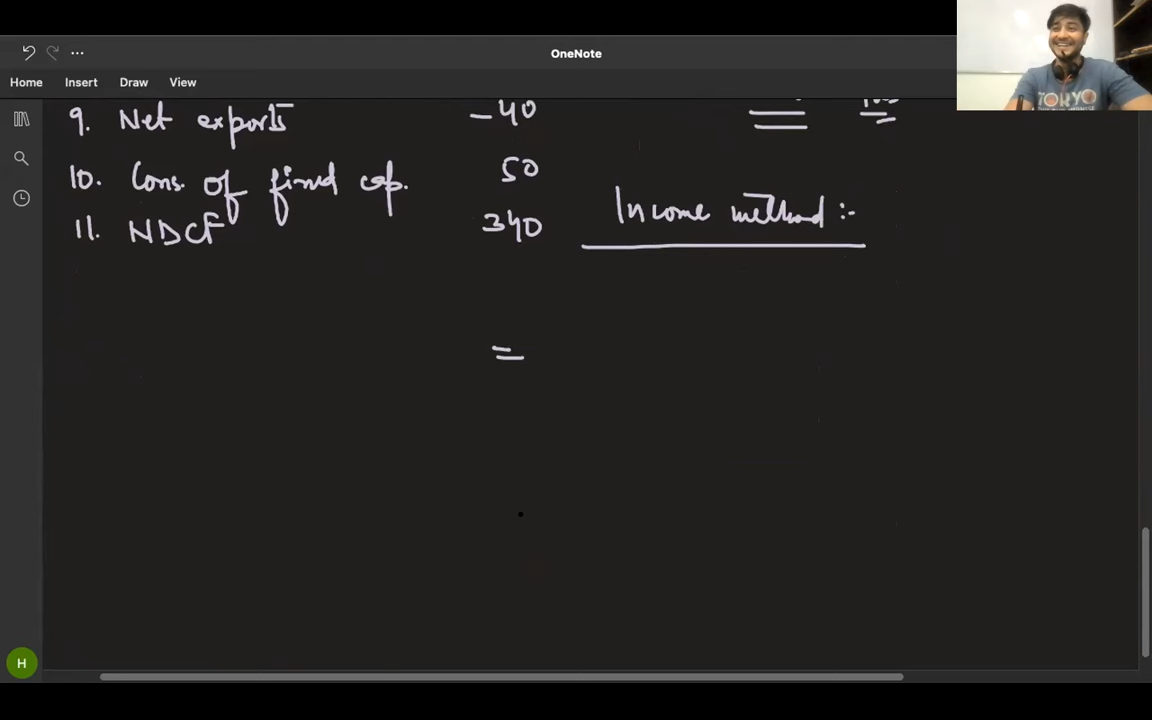 OneNote
Home Insert Draw View
9. Net exports -40
10. Cons. of fixed cap. 50
11. NDCF 340
Income method :-
=
H
TOKYO